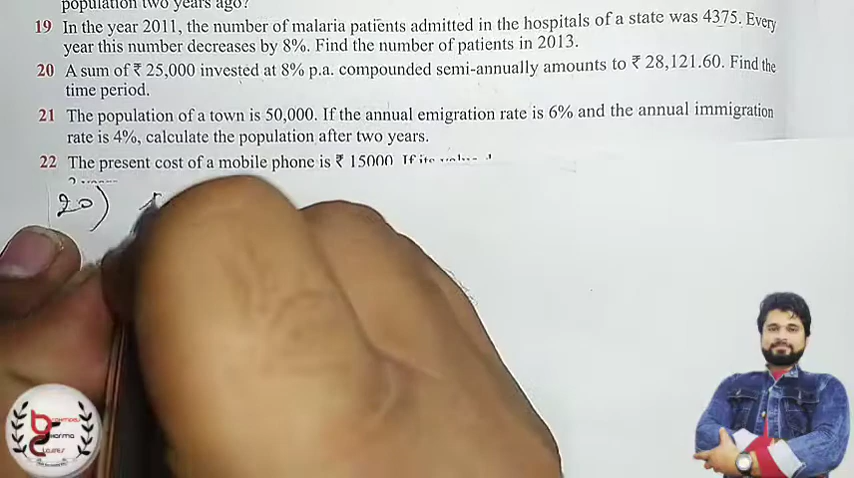 population two years ago?
19 In the year 2011, the number of malaria patients admitted in the hospitals of a state was 4375. Every
year this number decreases by 8%. Find the number of patients in 2013.
20 A sum of ₹ 25,000 invested at 8% p.a. compounded semi-annually amounts to ₹ 28,121.60. Find the
time period.
21 The population of a town is 50,000. If the annual emigration rate is 6% and the annual immigration
rate is 4%, calculate the population after two years.
22 The present cost of a mobile phone is ₹ 15000. If its
20)